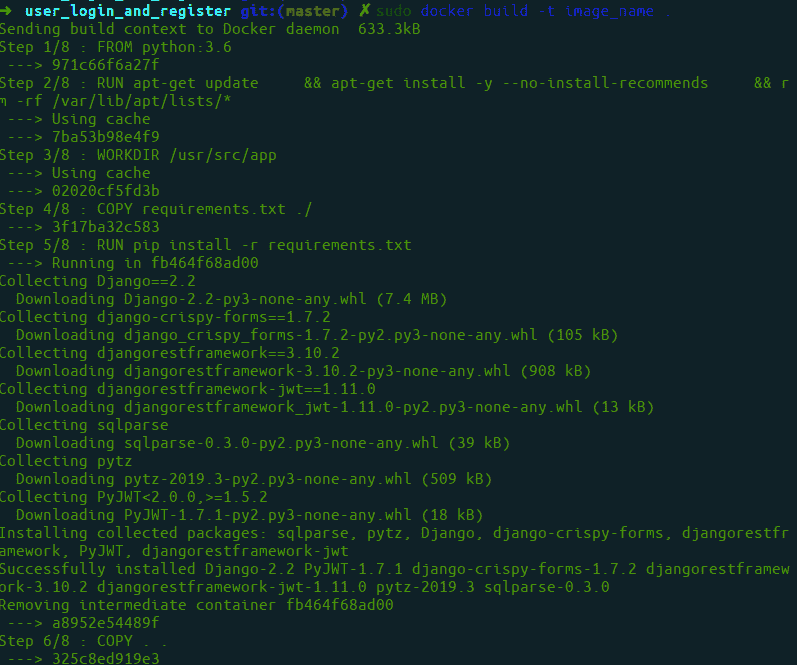 ➜ user_login_and_register git:(master) ✗ sudo docker build -t image_name .
Sending build context to Docker daemon  633.3kB
Step 1/8 : FROM python:3.6
 ---> 971c66f6a27f
Step 2/8 : RUN apt-get update     && apt-get install -y --no-install-recommends     && r
m -rf /var/lib/apt/lists/*
 ---> Using cache
 ---> 7ba53b98e4f9
Step 3/8 : WORKDIR /usr/src/app
 ---> Using cache
 ---> 02020cf5fd3b
Step 4/8 : COPY requirements.txt ./
 ---> 3f17ba32c583
Step 5/8 : RUN pip install -r requirements.txt
 ---> Running in fb464f68ad00
Collecting Django==2.2
  Downloading Django-2.2-py3-none-any.whl (7.4 MB)
Collecting django-crispy-forms==1.7.2
  Downloading django_crispy_forms-1.7.2-py2.py3-none-any.whl (105 kB)
Collecting djangorestframework==3.10.2
  Downloading djangorestframework-3.10.2-py3-none-any.whl (908 kB)
Collecting djangorestframework-jwt==1.11.0
  Downloading djangorestframework_jwt-1.11.0-py2.py3-none-any.whl (13 kB)
Collecting sqlparse
  Downloading sqlparse-0.3.0-py2.py3-none-any.whl (39 kB)
Collecting pytz
  Downloading pytz-2019.3-py2.py3-none-any.whl (509 kB)
Collecting PyJWT<2.0.0,>=1.5.2
  Downloading PyJWT-1.7.1-py2.py3-none-any.whl (18 kB)
Installing collected packages: sqlparse, pytz, Django, django-crispy-forms, djangorestfr
amework, PyJWT, djangorestframework-jwt
Successfully installed Django-2.2 PyJWT-1.7.1 django-crispy-forms-1.7.2 djangorestframew
ork-3.10.2 djangorestframework-jwt-1.11.0 pytz-2019.3 sqlparse-0.3.0
Removing intermediate container fb464f68ad00
 ---> a8952e54489f
Step 6/8 : COPY . .
 ---> 325c8ed919e3